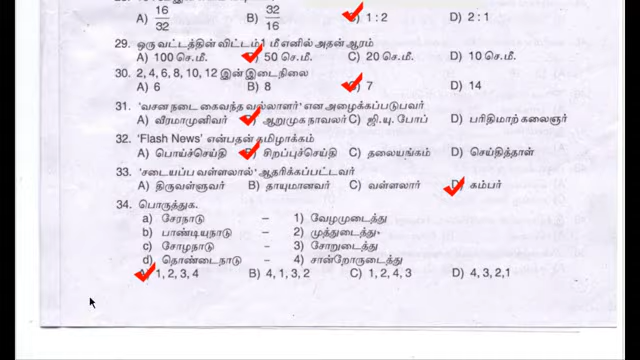 A) 16/32 B) 32/16 1 : 2 D) 2 : 1
29. ஒரு வட்டத்தின் விட்டம் 1 மீ எனில் அதன் ஆரம்
A) 100 செ.மீ. 50 செ.மீ. C) 20 செ.மீ. D) 10 செ.மீ.
30. 2, 4, 6, 8, 10, 12 இன் இடைநிலை
A) 6 B) 8 7 D) 14
31. 'வசன நடை கைவந்த வல்லாளர்' என அழைக்கப்படுபவர்
A) வீரமாமுனிவர் ஆறுமுக நாவலர் C) ஜி.யு. போப் D) பரிதிமாற் கலைஞர்
32. 'Flash News' என்பதன் தமிழாக்கம்
A) பொய்ச்செய்தி சிறப்புச்செய்தி C) தலையங்கம் D) செய்தித்தாள்
33. 'சடையப்ப வள்ளலால்' ஆதரிக்கப்பட்டவர்
A) திருவள்ளுவர் B) தாயுமானவர் C) வள்ளலார் D) கம்பர்
34. பொருத்துக.
a) சேரநாடு – 1) வேழமுடைத்து
b) பாண்டியநாடு – 2) முத்துடைத்து
c) சோழநாடு – 3) சோறுடைத்து
d) தொண்டைநாடு – 4) சான்றோருடைத்து
1, 2, 3, 4 B) 4, 1, 3, 2 C) 1, 2, 4, 3 D) 4, 3, 2,1